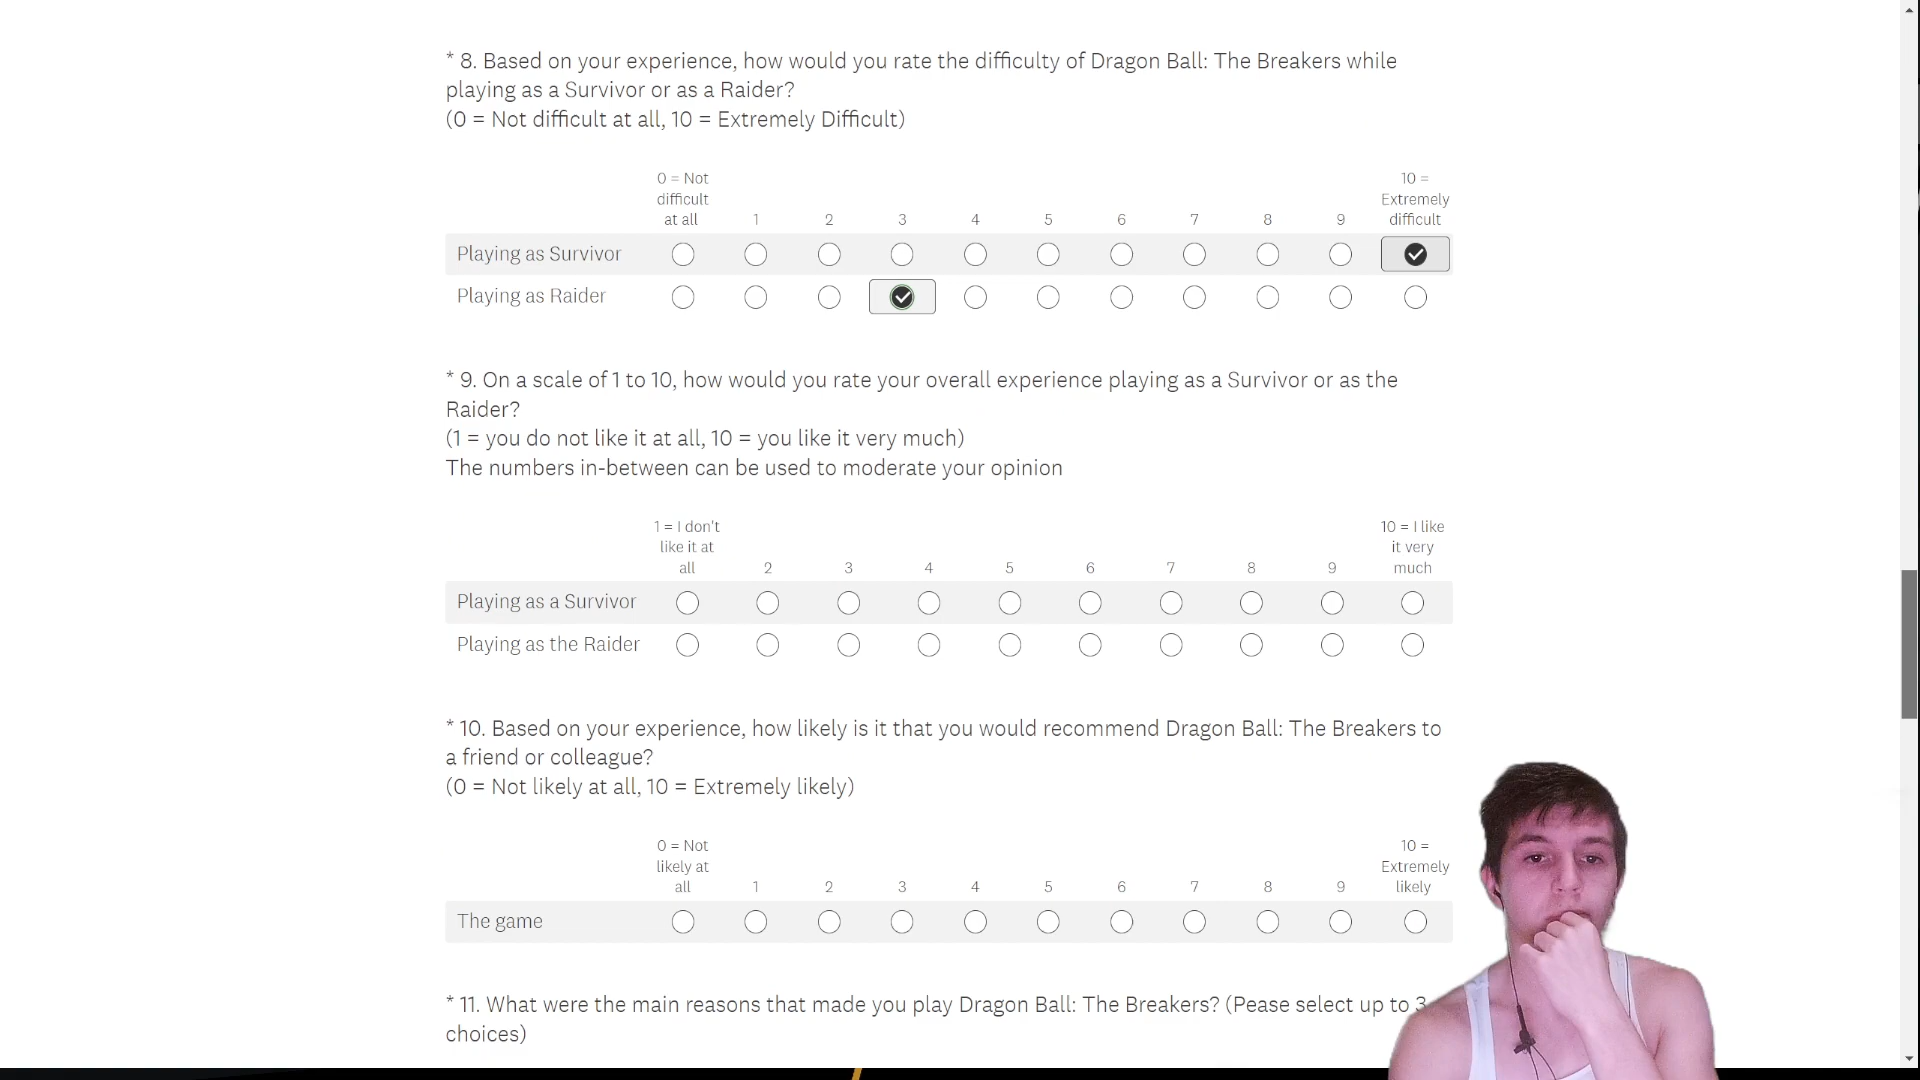 * 8. Based on your experience, how would you rate the difficulty of Dragon Ball: The Breakers while
playing as a Survivor or as a Raider?
(0 = Not difficult at all, 10 = Extremely Difficult)
0 = Not
difficult
at all 1 2 3 4 5 6 7 8 9 10 =
Extremely
difficult
Playing as Survivor
Playing as Raider
* 9. On a scale of 1 to 10, how would you rate your overall experience playing as a Survivor or as the
Raider?
(1 = you do not like it at all, 10 = you like it very much)
The numbers in-between can be used to moderate your opinion
1 = I don't
like it at
all 2 3 4 5 6 7 8 9 10 = I like
it very
much
Playing as a Survivor
Playing as the Raider
* 10. Based on your experience, how likely is it that you would recommend Dragon Ball: The Breakers to
a friend or colleague?
(0 = Not likely at all, 10 = Extremely likely)
0 = Not
likely at
all 1 2 3 4 5 6 7 8 9 10 =
Extremely
likely
The game
* 11. What were the main reasons that made you play Dragon Ball: The Breakers? (Pease select up to 3
choices)